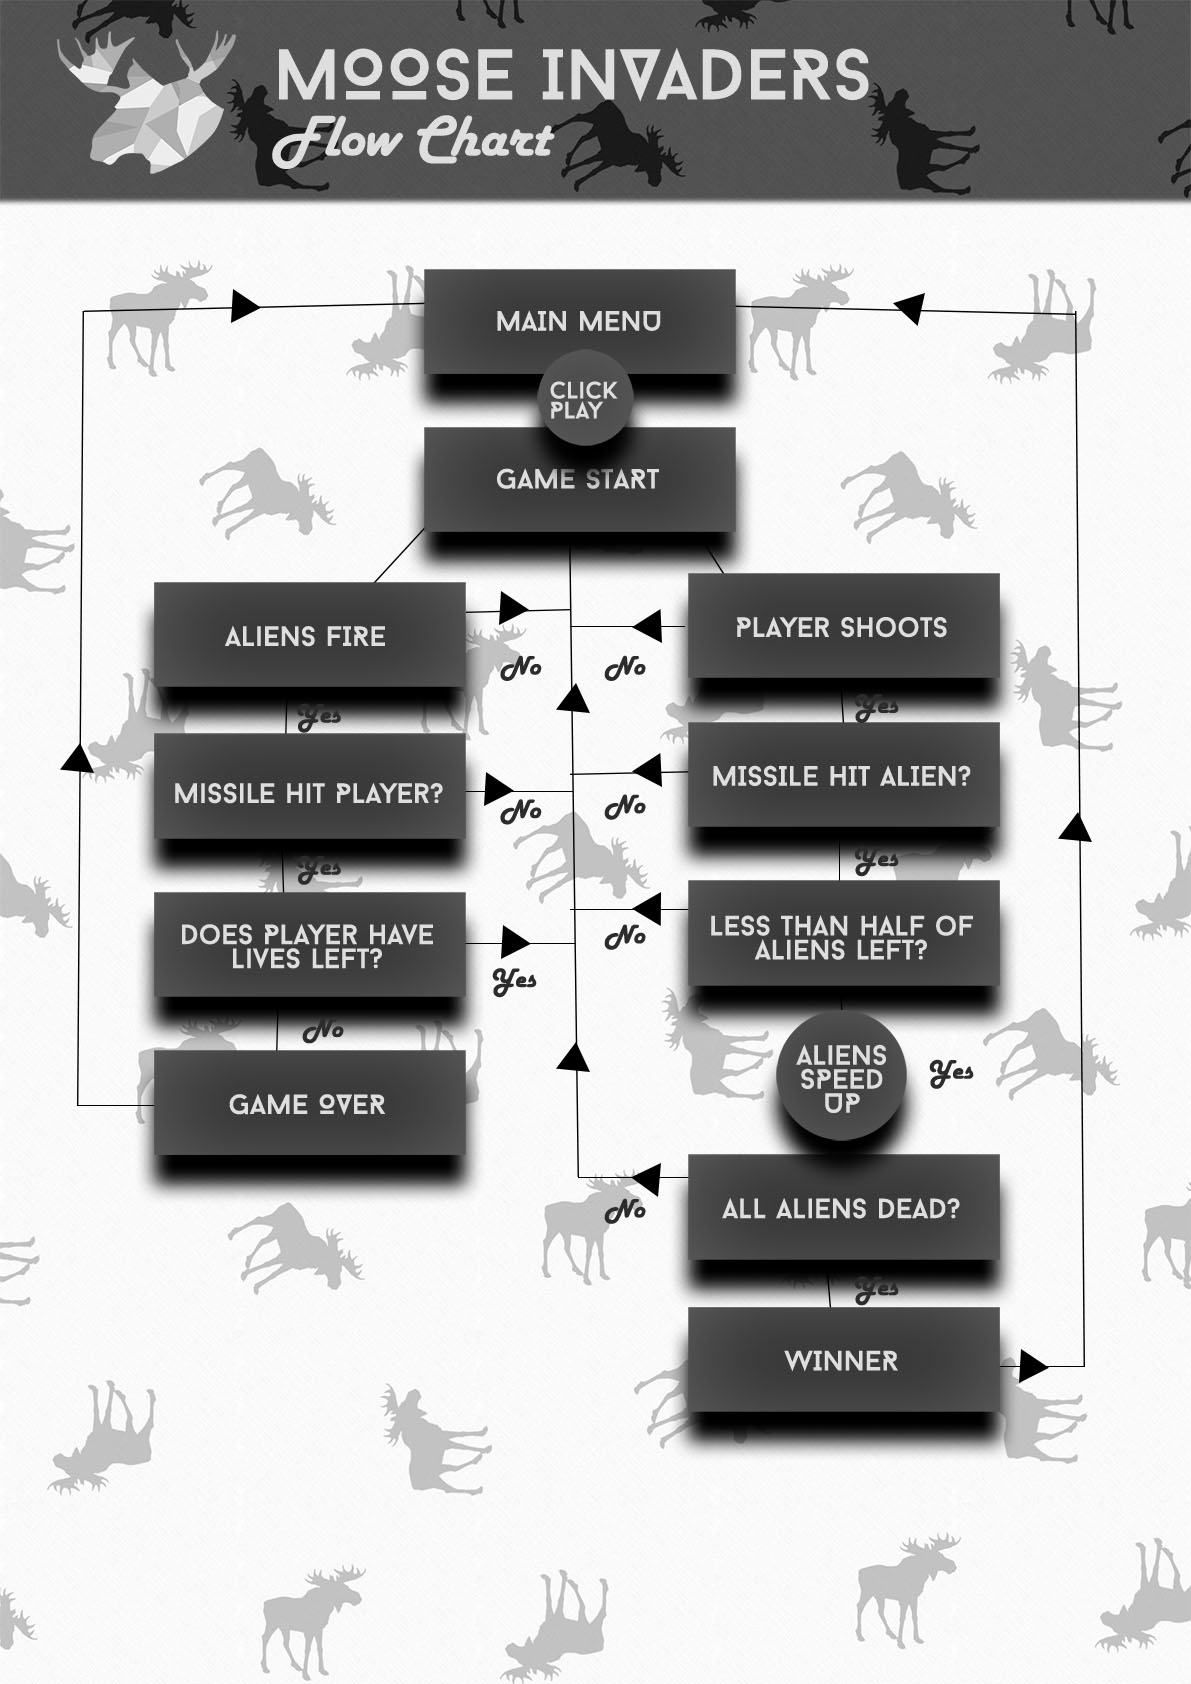 MOOSE INVADERS
Flow Chart
MAIN MENU
CLICK
PLAY
GAME START
ALIENS FIRE
PLAYER SHOOTS
No
No
Yes
Yes
MISSILE HIT PLAYER?
MISSILE HIT ALIEN?
No
No
Yes
Yes
DOES PLAYER HAVE
LIVES LEFT?
LESS THAN HALF OF
ALIENS LEFT?
No
Yes
No
ALIENS
SPEED
UP
Yes
GAME OVER
ALL ALIENS DEAD?
No
Yes
WINNER